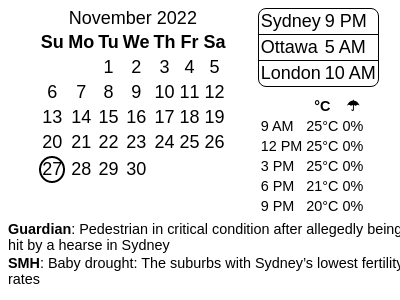 November 2022
Su Mo Tu We Th Fr Sa
1 2 3 4 5
6 7 8 9 10 11 12
13 14 15 16 17 18 19
20 21 22 23 24 25 26
27 28 29 30
Sydney 9 PM
Ottawa 5 AM
London 10 AM
°C ☂
9 AM 25°C 0%
12 PM 25°C 0%
3 PM 25°C 0%
6 PM 21°C 0%
9 PM 20°C 0%
Guardian: Pedestrian in critical condition after allegedly being
hit by a hearse in Sydney
SMH: Baby drought: The suburbs with Sydney's lowest fertility
rates